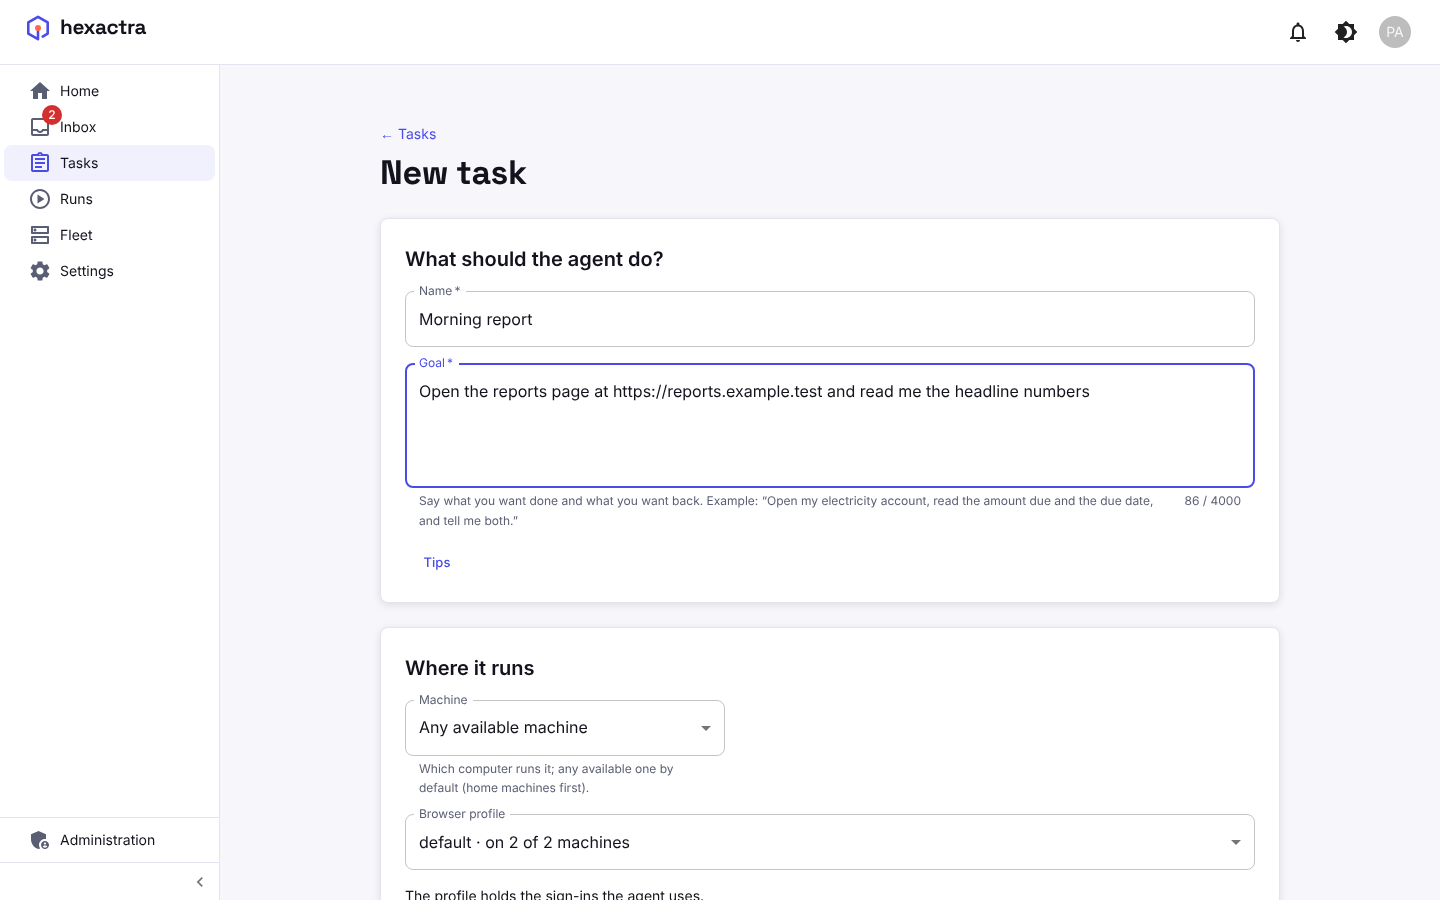 hexactra
PA
Home
2
Inbox
Tasks
Runs
Fleet
Settings
Administration
← Tasks
New task
What should the agent do?
Name *
Morning report
Goal *
Open the reports page at https://reports.example.test and read me the headline numbers
Say what you want done and what you want back. Example: “Open my electricity account, read the amount due and the due date, and tell me both.”
86 / 4000
Tips
Where it runs
Machine
Any available machine
Which computer runs it; any available one by
default (home machines first).
Browser profile
default · on 2 of 2 machines
The profile holds the sign-ins the agent uses.